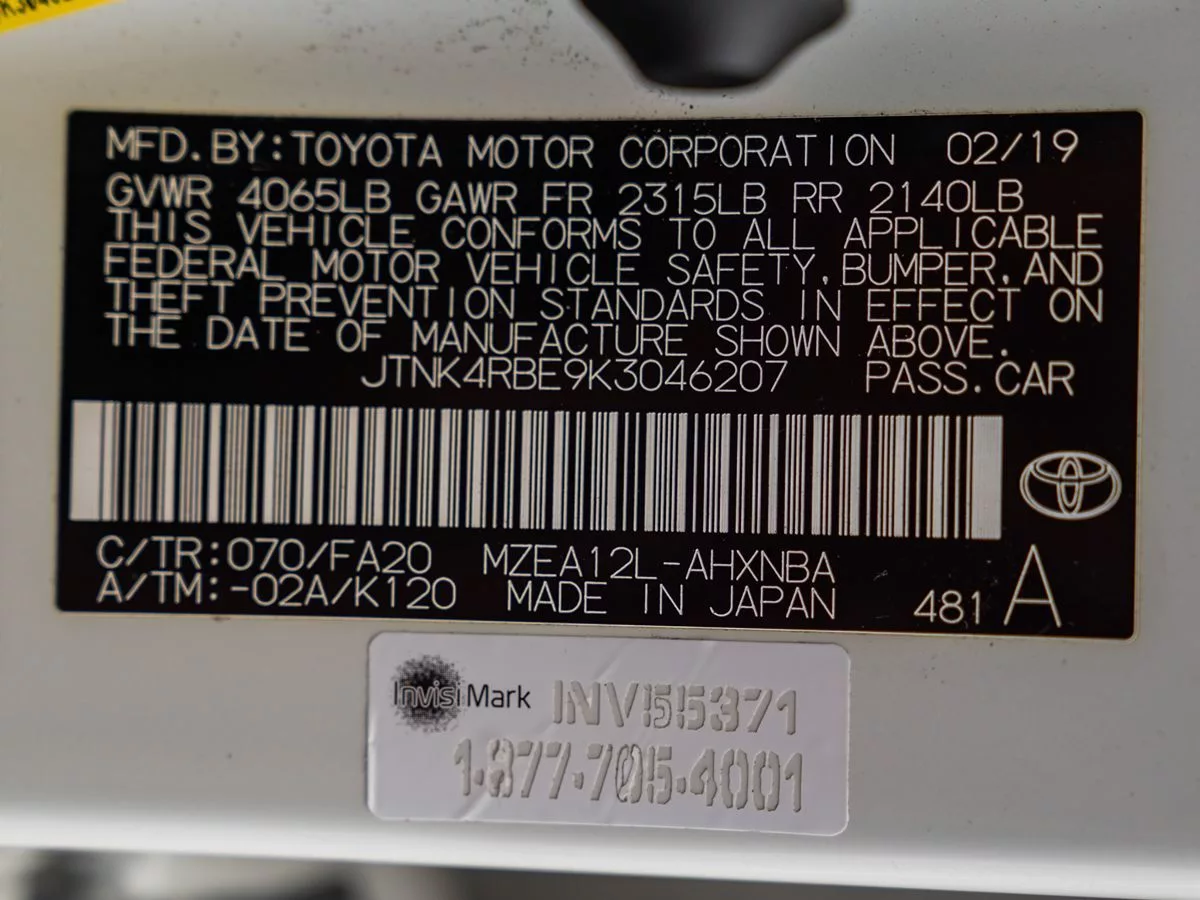 MFD.BY:TOYOTA MOTOR CORPORATION 02/19
GVWR 4065LB GAWR FR 2315LB RR 2140LB
THIS VEHICLE CONFORMS TO ALL APPLICABLE
FEDERAL MOTOR VEHICLE SAFETY,BUMPER,AND
THEFT PREVENTION STANDARDS IN EFFECT ON
THE DATE OF MANUFACTURE SHOWN ABOVE.
JTNK4RBE9K3046207 PASS.CAR
C/TR:070/FA20 MZEA12L-AHXNBA
A/TM:-02A/K120 MADE IN JAPAN 481 A
InvisiMark INV55371
1-877-705-4001